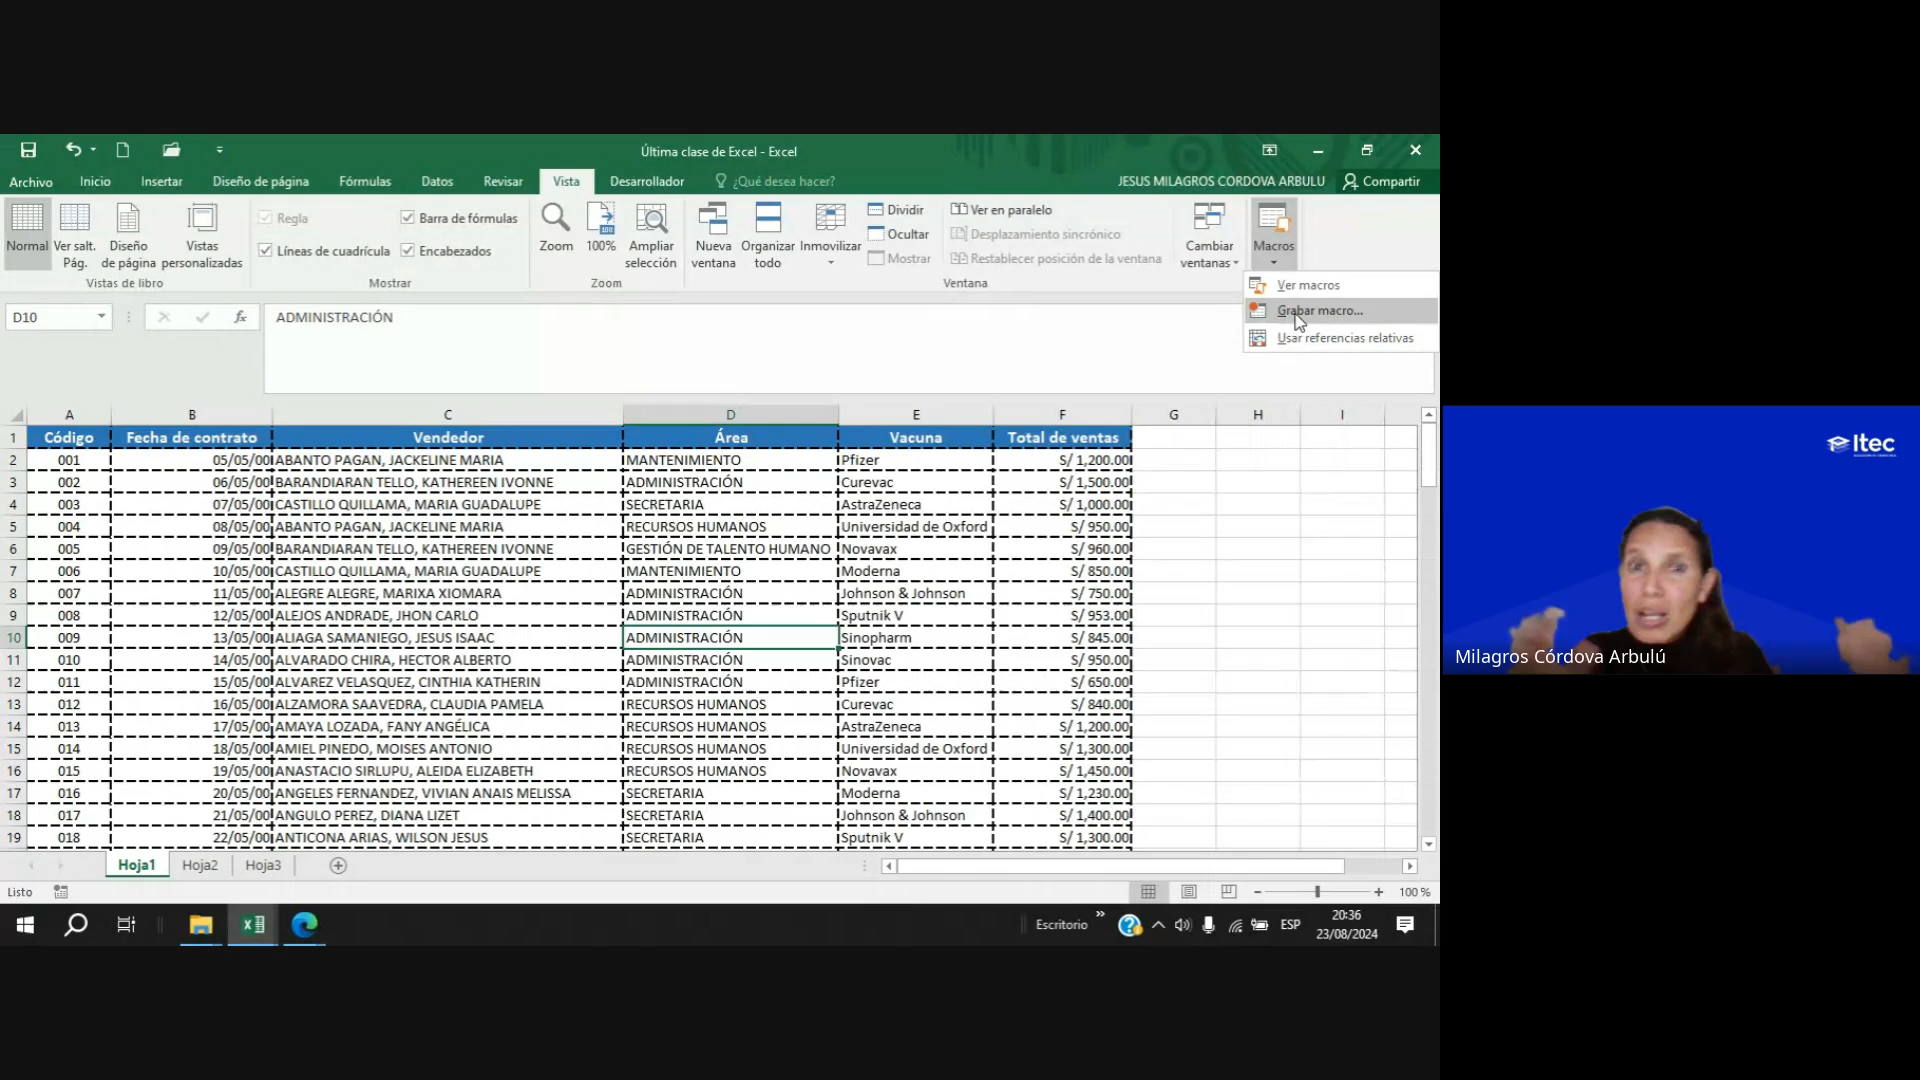 Última clase de Excel - Excel
Archivo Inicio Insertar Diseño de página Fórmulas Datos Revisar Vista Desarrollador ¿Qué desea hacer? JESUS MILAGROS CORDOVA ARBULU Compartir
Normal Ver salt. Pág. Diseño de página Vistas personalizadas
Vistas de libro
Regla Barra de fórmulas
Líneas de cuadrícula Encabezados
Mostrar
Zoom 100% Ampliar selección
Zoom
Nueva ventana Organizar todo Inmovilizar
Dividir Ver en paralelo
Ocultar Desplazamiento sincrónico
Mostrar Restablecer posición de la ventana
Ventana
Cambiar ventanas Macros
Ver macros
Grabar macro...
Usar referencias relativas
D10 fx ADMINISTRACIÓN
A B C D E F G H I
1 Código Fecha de contrato Vendedor Área Vacuna Total de ventas
2 001 05/05/00 ABANTO PAGAN, JACKELINE MARIA MANTENIMIENTO Pfizer S/ 1,200.00
3 002 06/05/00 BARANDIARAN TELLO, KATHEREEN IVONNE ADMINISTRACIÓN Curevac S/ 1,500.00
4 003 07/05/00 CASTILLO QUILLAMA, MARIA GUADALUPE SECRETARIA AstraZeneca S/ 1,000.00
5 004 08/05/00 ABANTO PAGAN, JACKELINE MARIA RECURSOS HUMANOS Universidad de Oxford S/ 950.00
6 005 09/05/00 BARANDIARAN TELLO, KATHEREEN IVONNE GESTIÓN DE TALENTO HUMANO Novavax S/ 960.00
7 006 10/05/00 CASTILLO QUILLAMA, MARIA GUADALUPE MANTENIMIENTO Moderna S/ 850.00
8 007 11/05/00 ALEGRE ALEGRE, MARIXA XIOMARA ADMINISTRACIÓN Johnson & Johnson S/ 750.00
9 008 12/05/00 ALEJOS ANDRADE, JHON CARLO ADMINISTRACIÓN Sputnik V S/ 953.00
10 009 13/05/00 ALIAGA SAMANIEGO, JESUS ISAAC ADMINISTRACIÓN Sinopharm S/ 845.00
11 010 14/05/00 ALVARADO CHIRA, HECTOR ALBERTO ADMINISTRACIÓN Sinovac S/ 950.00
12 011 15/05/00 ALVAREZ VELASQUEZ, CINTHIA KATHERIN ADMINISTRACIÓN Pfizer S/ 650.00
13 012 16/05/00 ALZAMORA SAAVEDRA, CLAUDIA PAMELA RECURSOS HUMANOS Curevac S/ 840.00
14 013 17/05/00 AMAYA LOZADA, FANY ANGÉLICA RECURSOS HUMANOS AstraZeneca S/ 1,200.00
15 014 18/05/00 AMIEL PINEDO, MOISES ANTONIO RECURSOS HUMANOS Universidad de Oxford S/ 1,300.00
16 015 19/05/00 ANASTACIO SIRLUPU, ALEIDA ELIZABETH RECURSOS HUMANOS Novavax S/ 1,450.00
17 016 20/05/00 ANGELES FERNANDEZ, VIVIAN ANAIS MELISSA SECRETARIA Moderna S/ 1,230.00
18 017 21/05/00 ANGULO PEREZ, DIANA LIZET SECRETARIA Johnson & Johnson S/ 1,400.00
19 018 22/05/00 ANTICONA ARIAS, WILSON JESUS SECRETARIA Sputnik V S/ 1,300.00
Hoja1 Hoja2 Hoja3
Listo 100 %
Escritorio ESP 20:36
23/08/2024
Itec
Milagros Córdova Arbulú